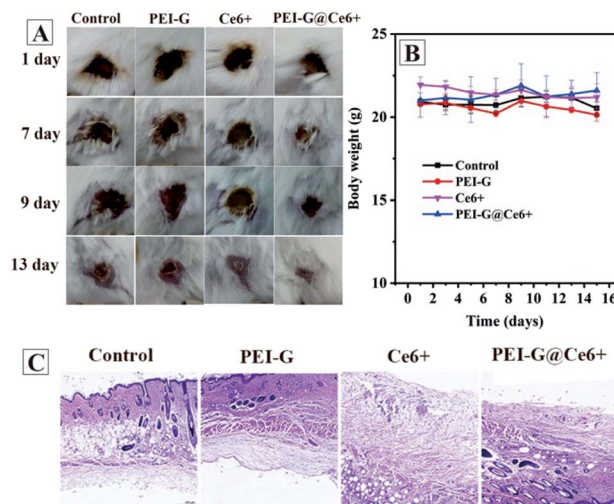 A
Control PEI-G Ce6+ PEI-G@Ce6+
1 day
7 day
9 day
13 day
B
25
20
15
10
Body weight (g)
Control
PEI-G
Ce6+
PEI-G@Ce6+
0 2 4 6 8 10 12 14 16
Time (days)
C
Control PEI-G Ce6+ PEI-G@Ce6+